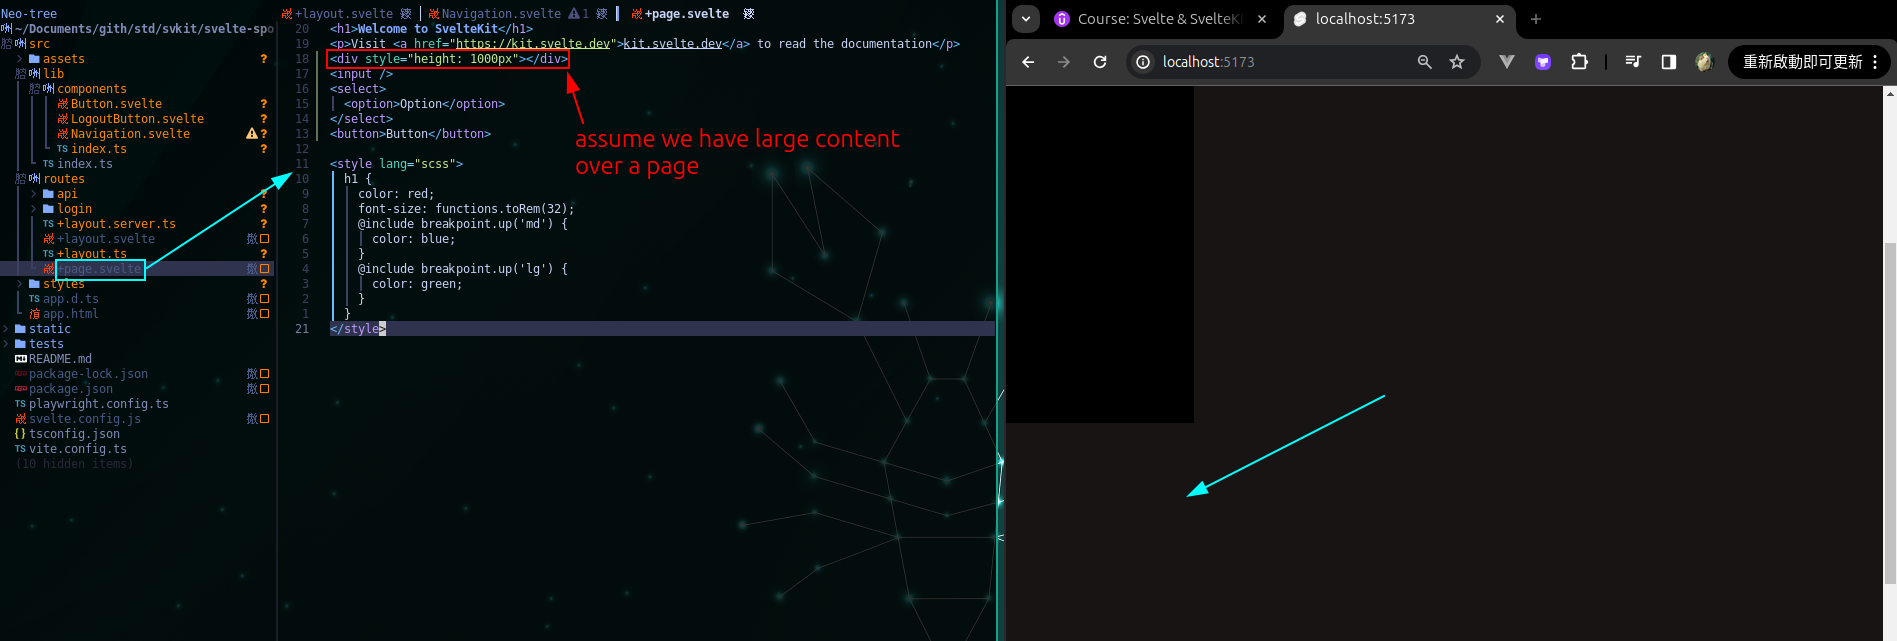 Neo-tree
~/Documents/gith/std/svkit/svelte-spo
src
assets ?
lib
components
Button.svelte ?
LogoutButton.svelte ?
Navigation.svelte ?
TS index.ts ?
TS index.ts
routes
api ?
login ?
TS +layout.server.ts ?
+layout.svelte
TS +layout.ts ?
+page.svelte
styles ?
TS app.d.ts
app.html
static
tests
README.md
package-lock.json
package.json
TS playwright.config.ts
svelte.config.js
{} tsconfig.json
TS vite.config.ts
(10 hidden items)
+layout.svelte Navigation.svelte 1 +page.svelte
20 <h1>Welcome to SvelteKit</h1>
19 <p>Visit <a href="https://kit.svelte.dev">kit.svelte.dev</a> to read the documentation</p>
18 <div style="height: 1000px"></div>
17 <input />
16 <select>
15 <option>Option</option>
14 </select>
13 <button>Button</button>
12
11 <style lang="scss">
10 h1 {
9 color: red;
8 font-size: functions.toRem(32);
7 @include breakpoint.up('md') {
6 color: blue;
5 }
4 @include breakpoint.up('lg') {
3 color: green;
2 }
1 }
21 </style>
assume we have large content
over a page
Course: Svelte & SvelteKi
localhost:5173
localhost:5173
重新啟動即可更新